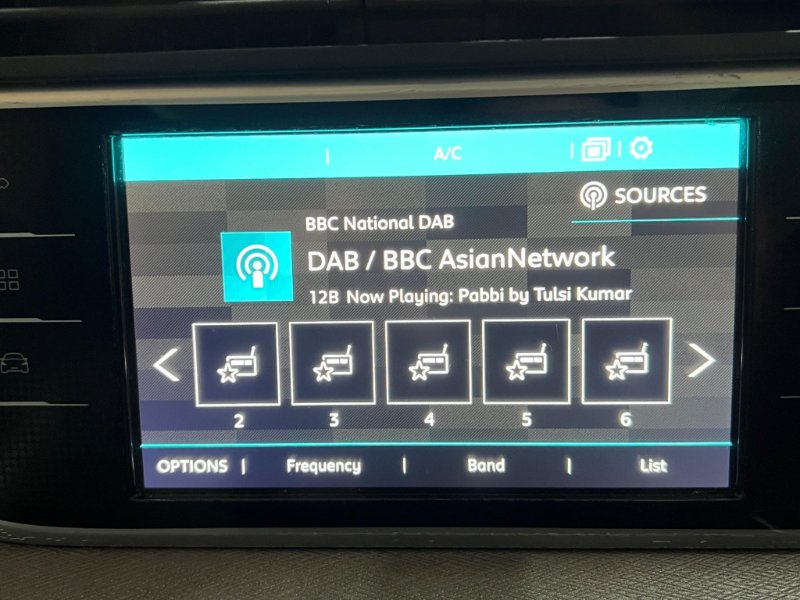 A/C
SOURCES
BBC National DAB
DAB / BBC AsianNetwork
12B Now Playing: Pabbi by Tulsi Kumar
2 3 4 5 6
OPTIONS | Frequency | Band | List